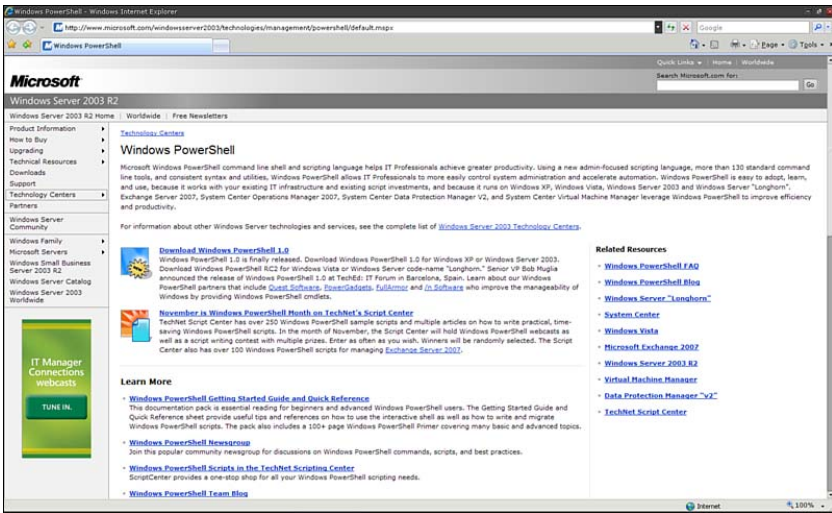 Windows PowerShell - Windows Internet Explorer
http://www.microsoft.com/windowsserver2003/technologies/management/powershell/default.mspx
Google
Windows PowerShell
Page
Tools
Quick Links | Home | Worldwide
Microsoft
Search Microsoft.com for:
Go
Windows Server 2003 R2
Windows Server 2003 R2 Home | Worldwide | Free Newsletters
Product Information
How to Buy
Upgrading
Technical Resources
Downloads
Support
Technology Centers
Partners
Windows Server
Community
Windows Family
Microsoft Servers
Windows Small Business
Server 2003 R2
Windows Server Catalog
Windows Server 2003
Worldwide
IT Manager
Connections
webcasts
TUNE IN.
Technology Centers
Windows PowerShell
Microsoft Windows PowerShell command line shell and scripting language helps IT Professionals achieve greater productivity. Using a new admin-focused scripting language, more than 130 standard command
line tools, and consistent syntax and utilities, Windows PowerShell allows IT Professionals to more easily control system administration and accelerate automation. Windows PowerShell is easy to adopt, learn,
and use, because it works with your existing IT infrastructure and existing script investments, and because it runs on Windows XP, Windows Vista, Windows Server 2003 and Windows Server "Longhorn".
Exchange Server 2007, System Center Operations Manager 2007, System Center Data Protection Manager V2, and System Center Virtual Machine Manager leverage Windows PowerShell to improve efficiency
and productivity.
For information about other Windows Server technologies and services, see the complete list of Windows Server 2003 Technology Centers.
Download Windows PowerShell 1.0
Windows PowerShell 1.0 is finally released. Download Windows PowerShell 1.0 for Windows XP or Windows Server 2003.
Download Windows PowerShell RC2 for Windows Vista or Windows Server code-name "Longhorn." Senior VP Bob Muglia
announced the release of Windows PowerShell 1.0 at TechEd: IT Forum in Barcelona, Spain. Learn about our Windows
PowerShell partners that include Quest Software, PowerGadgets, FullArmor and /n Software who improve the manageability of
Windows by providing Windows PowerShell cmdlets.
November is Windows PowerShell Month on TechNet's Script Center
TechNet Script Center has over 250 Windows PowerShell sample scripts and multiple articles on how to write practical, time-
saving Windows PowerShell scripts. In the month of November, the Script Center will hold Windows PowerShell webcasts as
well as a script writing contest with multiple prizes. Enter as often as you wish. Winners will be randomly selected. The Script
Center also has over 100 Windows PowerShell scripts for managing Exchange Server 2007.
Learn More
Windows PowerShell Getting Started Guide and Quick Reference
This documentation pack is essential reading for beginners and advanced Windows PowerShell users. The Getting Started Guide and
Quick Reference sheet provide useful tips and references on how to use the interactive shell as well as how to write and migrate
Windows PowerShell scripts. The pack also includes a 100+ page Windows PowerShell Primer covering many basic and advanced topics.
Windows PowerShell Newsgroup
Join this popular community newsgroup for discussions on Windows PowerShell commands, scripts, and best practices.
Windows PowerShell Scripts in the TechNet Scripting Center
ScriptCenter provides a one-stop shop for all your Windows PowerShell scripting needs.
Windows PowerShell Team Blog
Related Resources
Windows PowerShell FAQ
Windows PowerShell Blog
Windows Server "Longhorn"
System Center
Windows Vista
Microsoft Exchange 2007
Windows Server 2003 R2
Virtual Machine Manager
Data Protection Manager "v2"
TechNet Script Center
Internet
100%